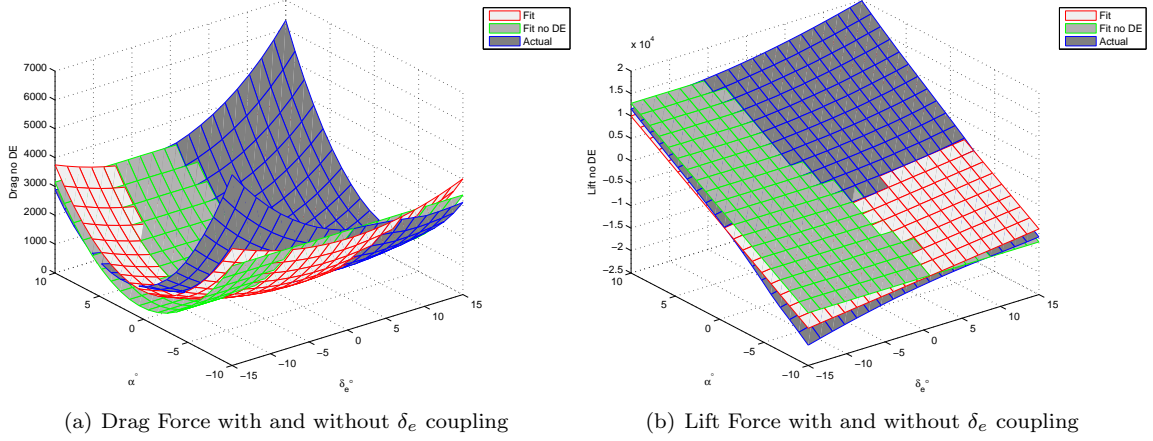 Fit
Fit no DE
Actual
7000
6000
5000
4000
3000
2000
1000
0
Drag no DE
10
5
0
−5
−10
α°
−15
−10
−5
0
5
10
15
δe°
(a) Drag Force with and without δe coupling
Fit
Fit no DE
Actual
x 10⁴
2
1.5
1
0.5
0
−0.5
−1
−1.5
−2
−2.5
Lift no DE
10
5
0
−5
−10
α°
−15
−10
−5
0
5
10
15
δe°
(b) Lift Force with and without δe coupling